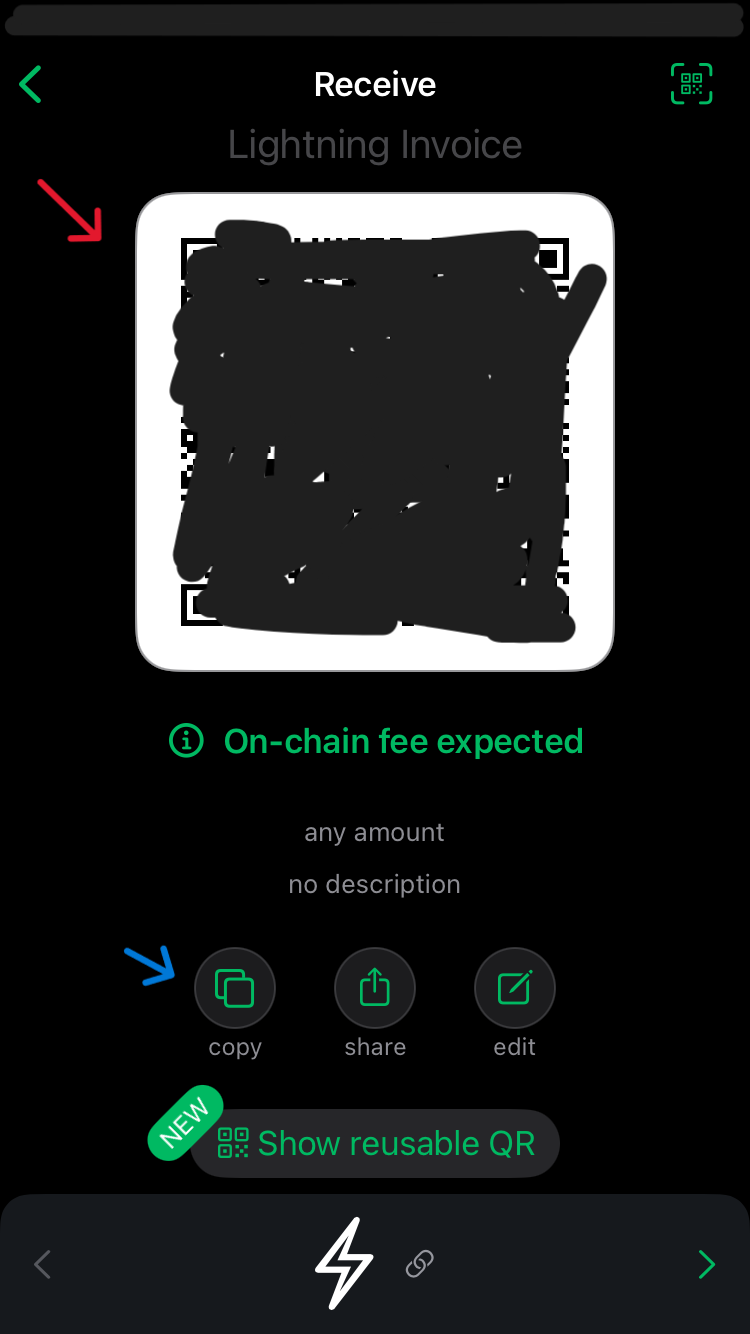 Receive
Lightning Invoice
On-chain fee expected
any amount
no description
copy
share
edit
NEW
Show reusable QR